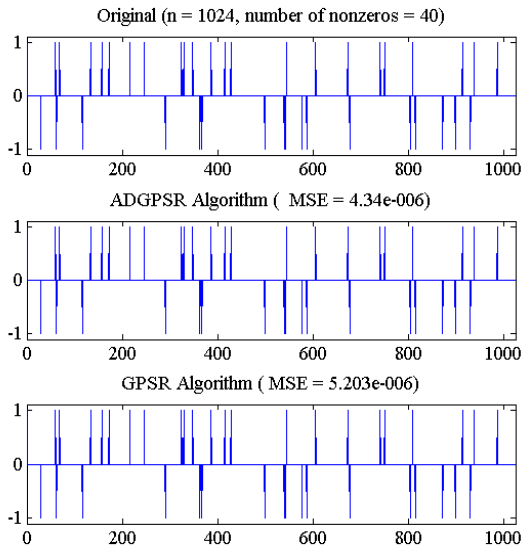 Original (n = 1024, number of nonzeros = 40)
1
0
-1
0 200 400 600 800 1000
ADGPSR Algorithm ( MSE = 4.34e-006)
1
0
-1
0 200 400 600 800 1000
GPSR Algorithm ( MSE = 5.203e-006)
1
0
-1
0 200 400 600 800 1000